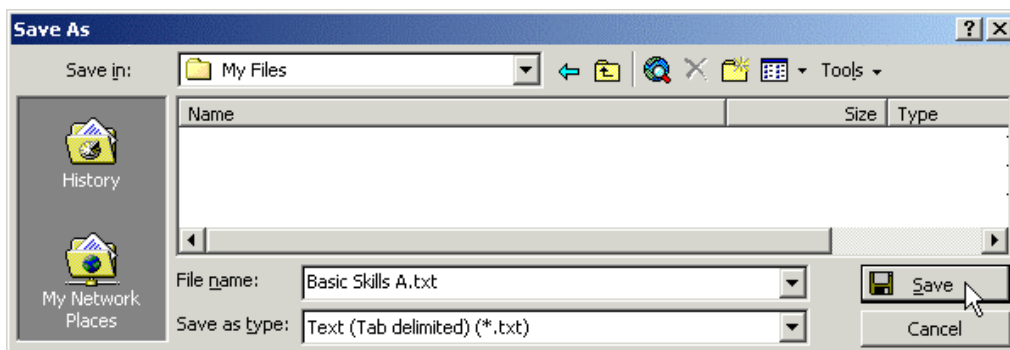 Save As
Save in: My Files Tools
Name Size Type
History
My Network
Places
File name: Basic Skills A.txt Save
Save as type: Text (Tab delimited) (*.txt) Cancel